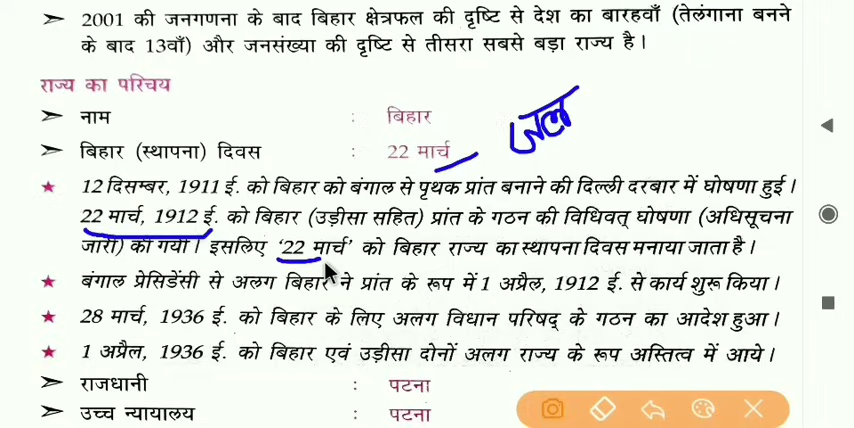 ➢ 2001 की जनगणना के बाद बिहार क्षेत्रफल की दृष्टि से देश का बारहवाँ (तेलंगाना बनने
के बाद 13वाँ) और जनसंख्या की दृष्टि से तीसरा सबसे बड़ा राज्य है।
राज्य का परिचय
➢ नाम : बिहार
जल
➢ बिहार (स्थापना) दिवस : 22 मार्च
★ 12 दिसम्बर, 1911 ई. को बिहार को बंगाल से पृथक प्रांत बनाने की दिल्ली दरबार में घोषणा हुई।
22 मार्च, 1912 ई. को बिहार (उड़ीसा सहित) प्रांत के गठन की विधिवत् घोषणा (अधिसूचना
जारी) की गयी। इसलिए ‘22 मार्च’ को बिहार राज्य का स्थापना दिवस मनाया जाता है।
★ बंगाल प्रेसिडेंसी से अलग बिहार ने प्रांत के रूप में 1 अप्रैल, 1912 ई. से कार्य शुरू किया।
★ 28 मार्च, 1936 ई. को बिहार के लिए अलग विधान परिषद् के गठन का आदेश हुआ।
★ 1 अप्रैल, 1936 ई. को बिहार एवं उड़ीसा दोनों अलग राज्य के रूप अस्तित्व में आये।
➢ राजधानी : पटना
➢ उच्च न्यायालय : पटना